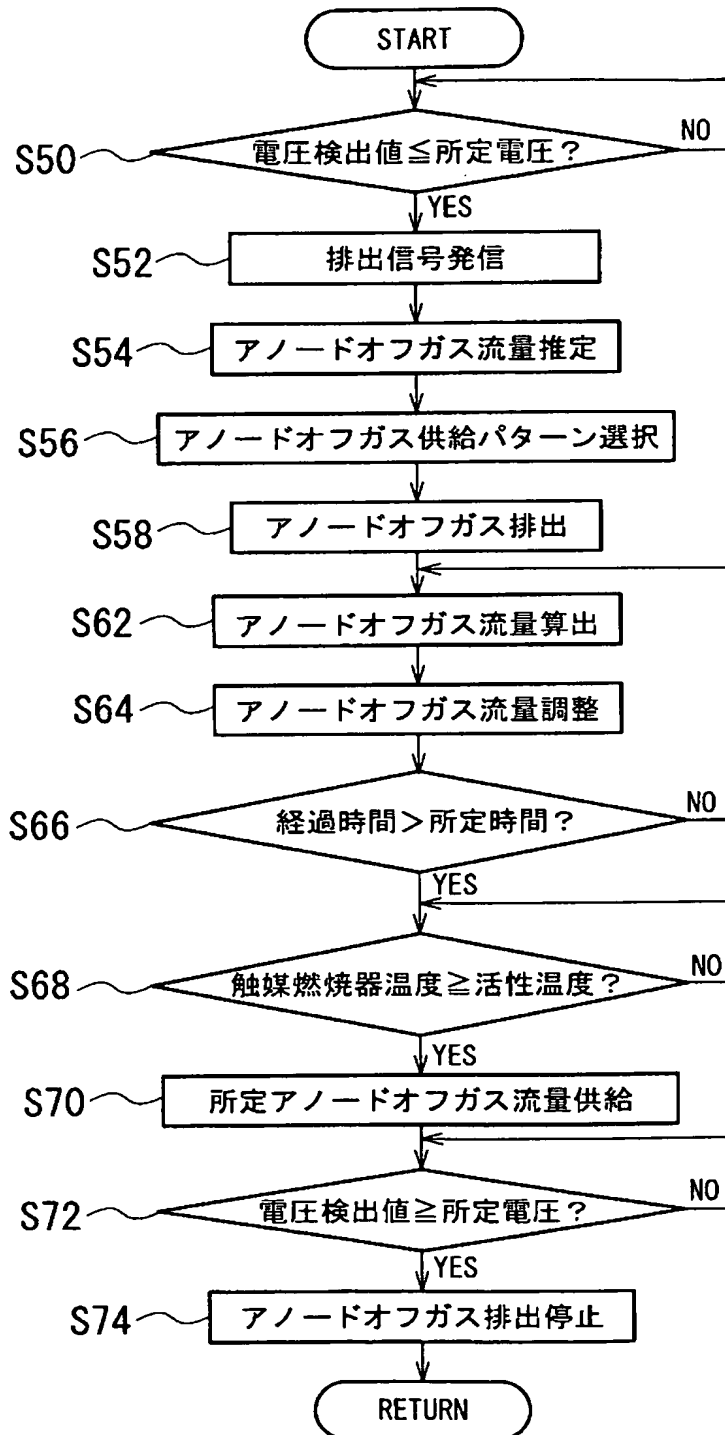 START
S50
電圧検出値≦所定電圧?
NO
YES
S52
排出信号発信
S54
アノードオフガス流量推定
S56
アノードオフガス供給パターン選択
S58
アノードオフガス排出
S62
アノードオフガス流量算出
S64
アノードオフガス流量調整
S66
経過時間>所定時間?
NO
YES
S68
触媒燃焼器温度≧活性温度?
NO
YES
S70
所定アノードオフガス流量供給
S72
電圧検出値≧所定電圧?
NO
YES
S74
アノードオフガス排出停止
RETURN